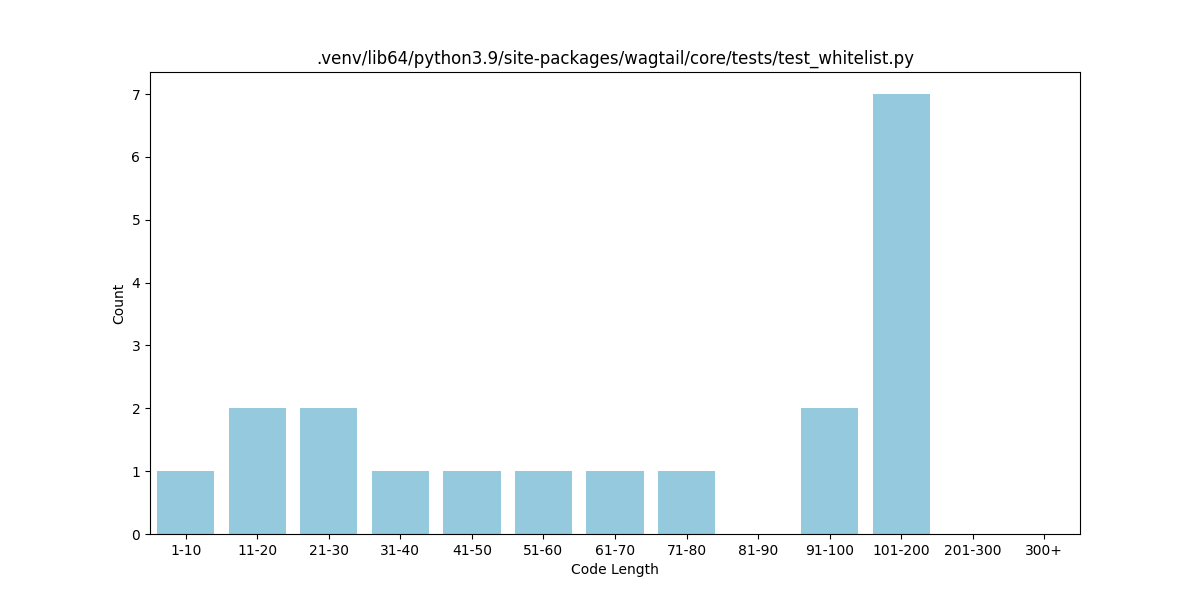 .venv/lib64/python3.9/site-packages/wagtail/core/tests/test_whitelist.py
7
6
5
4
3
2
1
0
Count
1-10 11-20 21-30 31-40 41-50 51-60 61-70 71-80 81-90 91-100 101-200 201-300 300+
Code Length